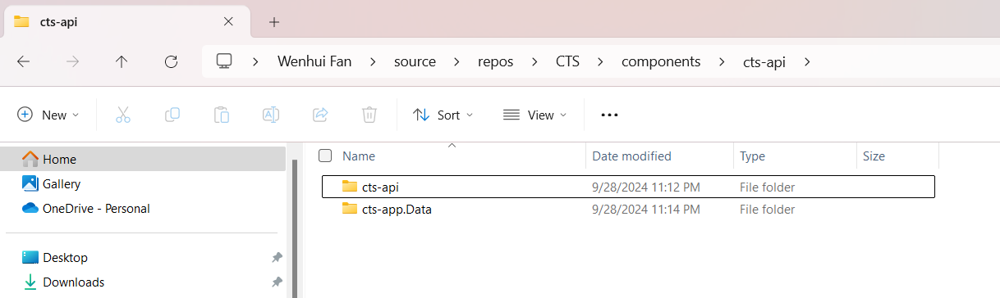 cts-api
Wenhui Fan > source > repos > CTS > components > cts-api >
New Sort View
Home
Gallery
OneDrive - Personal
Desktop
Downloads
Name Date modified Type Size
cts-api 9/28/2024 11:12 PM File folder
cts-app.Data 9/28/2024 11:14 PM File folder